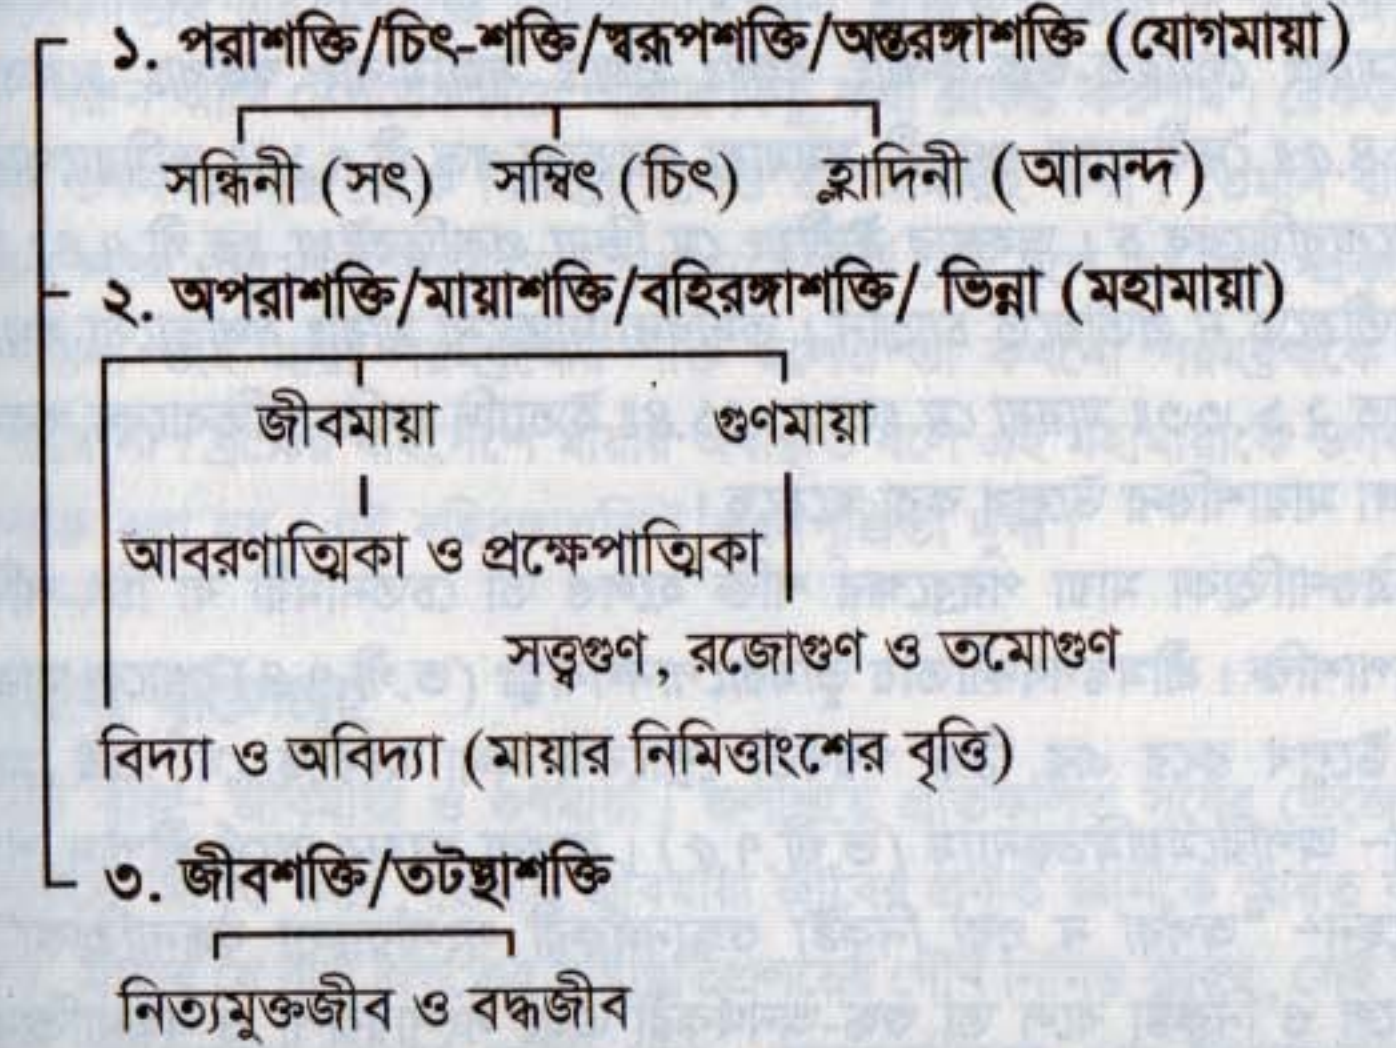 ১. পরাশক্তি/চিৎ-শক্তি/স্বরূপশক্তি/অন্তরঙ্গাশক্তি (যোগমায়া)
সন্ধিনী (সৎ) সম্বিৎ (চিৎ) হ্লাদিনী (আনন্দ)
২. অপরাশক্তি/মায়াশক্তি/বহিরঙ্গাশক্তি/ ভিন্না (মহামায়া)
জীবমায়া গুণমায়া
আবরণাত্মিকা ও প্রক্ষেপাত্মিকা
সত্ত্বগুণ, রজোগুণ ও তমোগুণ
বিদ্যা ও অবিদ্যা (মায়ার নিমিত্তাংশের বৃত্তি)
৩. জীবশক্তি/তটস্থাশক্তি
নিত্যমুক্তজীব ও বদ্ধজীব